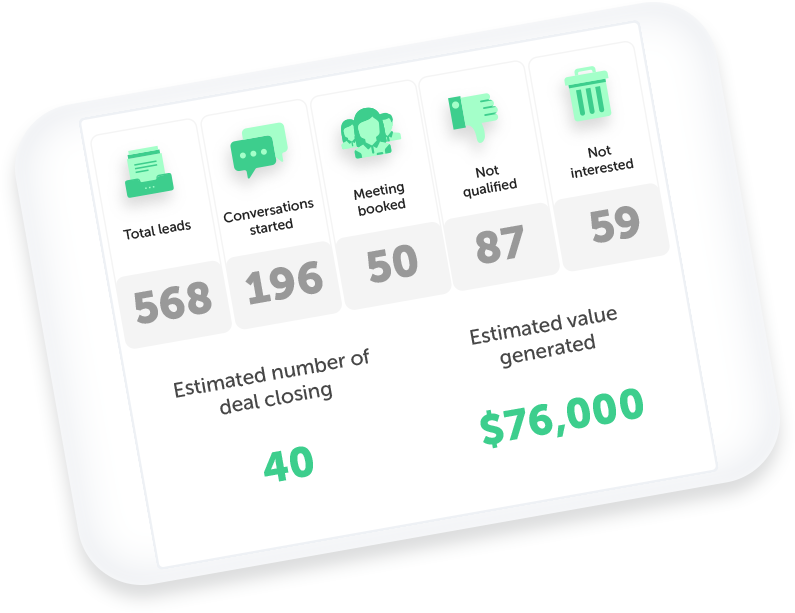 Total leads
Conversations
started
Meeting
booked
Not
qualified
Not
interested
568
196
50
87
59
Estimated number of
deal closing
40
Estimated value
generated
$76,000